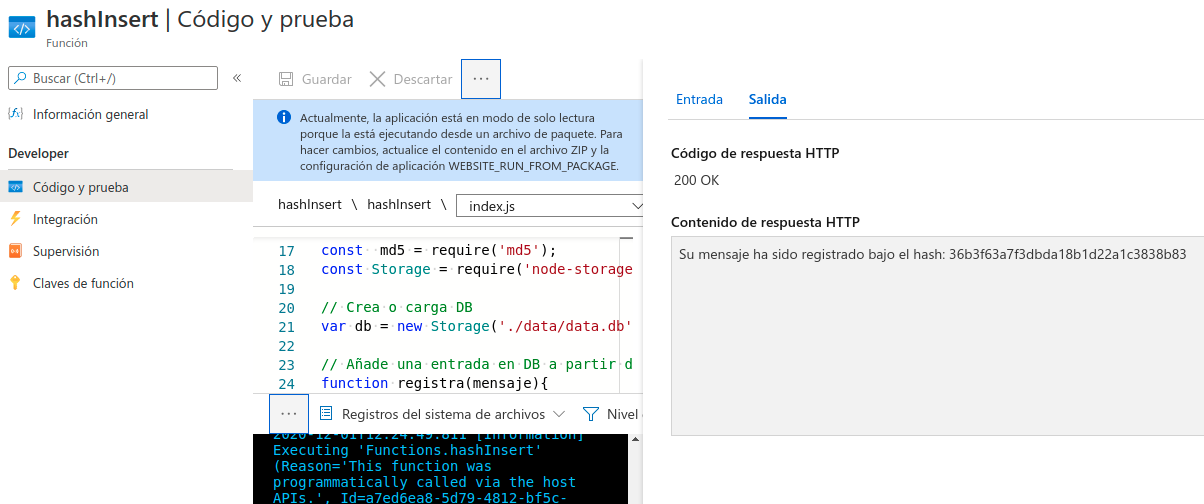 hashInsert | Código y prueba
Función
Buscar (Ctrl+/)
«
Información general
Developer
Código y prueba
Integración
Supervisión
Claves de función
Guardar
Descartar
...
Actualmente, la aplicación está en modo de solo lectura
porque la está ejecutando desde un archivo de paquete. Para
hacer cambios, actualice el contenido en el archivo ZIP y la
configuración de aplicación WEBSITE_RUN_FROM_PACKAGE.
hashInsert \ hashInsert \ index.js
17 const md5 = require('md5');
18 const Storage = require('node-storage
19
20 // Crea o carga DB
21 var db = new Storage('./data/data.db'
22
23 // Añade una entrada en DB a partir d
24 function registra(mensaje){
... Registros del sistema de archivos Nivel
2020-12-01T12:24:49.811 [Information]
Executing 'Functions.hashInsert'
(Reason='This function was
programmatically called via the host
APIs.', Id=a7ed6ea8-5d79-4812-bf5c-
Entrada Salida
Código de respuesta HTTP
200 OK
Contenido de respuesta HTTP
Su mensaje ha sido registrado bajo el hash: 36b3f63a7f3dbda18b1d22a1c3838b83